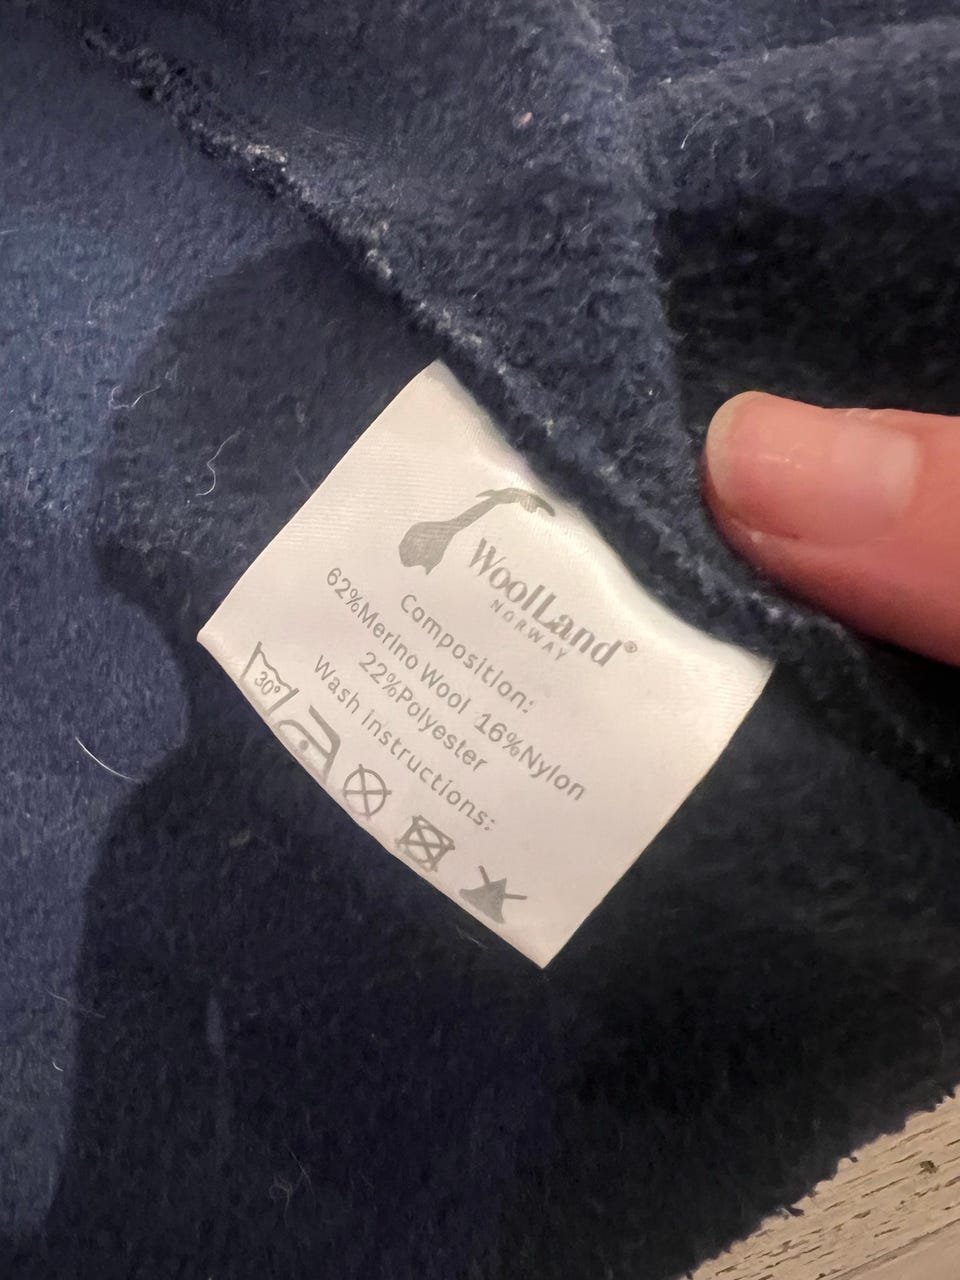 WoolLand®
NORWAY
Composition:
62%Merino Wool 16%Nylon
22%Polyester
Wash instructions:
30°